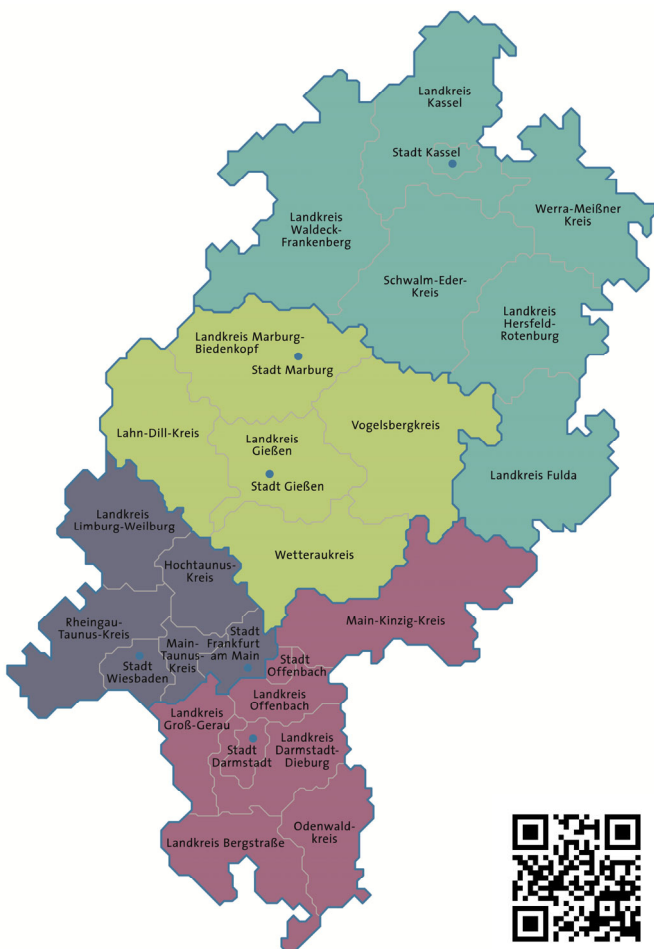 Landkreis
Kassel
Stadt Kassel
Werra-Meißner
Kreis
Landkreis
Waldeck-
Frankenberg
Schwalm-Eder-
Kreis
Landkreis
Hersfeld-
Rotenburg
Landkreis Marburg-
Biedenkopf
Stadt Marburg
Lahn-Dill-Kreis
Landkreis
Gießen
Stadt Gießen
Vogelsbergkreis
Landkreis Fulda
Landkreis
Limburg-Weilburg
Wetteraukreis
Hochtaunus-
Kreis
Rheingau-
Taunus-Kreis
Main-
Taunus-
Kreis
Stadt
Frankfurt
am Main
Main-Kinzig-Kreis
Stadt
Wiesbaden
Stadt
Offenbach
Landkreis
Offenbach
Landkreis
Groß-Gerau
Stadt
Darmstadt
Landkreis
Darmstadt-
Dieburg
Odenwald-
kreis
Landkreis Bergstraße